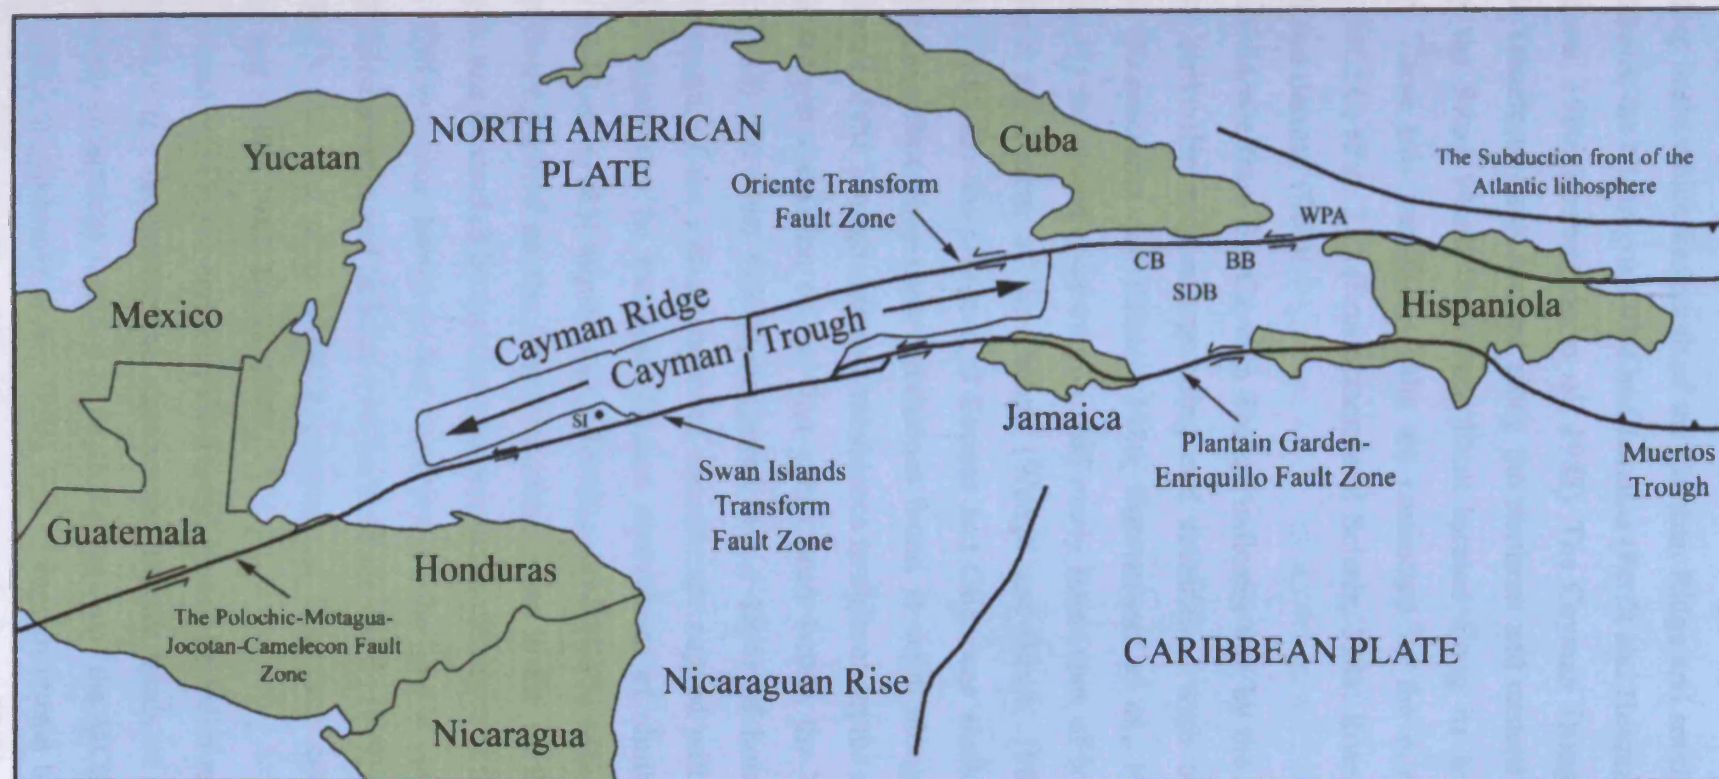 Yucatan
NORTH AMERICAN
PLATE
Cuba
The Subduction front of the
Atlantic lithosphere
Oriente Transform
Fault Zone
WPA
CB
BB
SDB
Mexico
Cayman Ridge
Hispaniola
Cayman Trough
Jamaica
SI
Plantain Garden-
Enriquillo Fault Zone
Muertos
Trough
Swan Islands
Transform
Fault Zone
Guatemala
Honduras
The Polochic-Motagua-
Jocotan-Camelecon Fault
Zone
Nicaraguan Rise
CARIBBEAN PLATE
Nicaragua